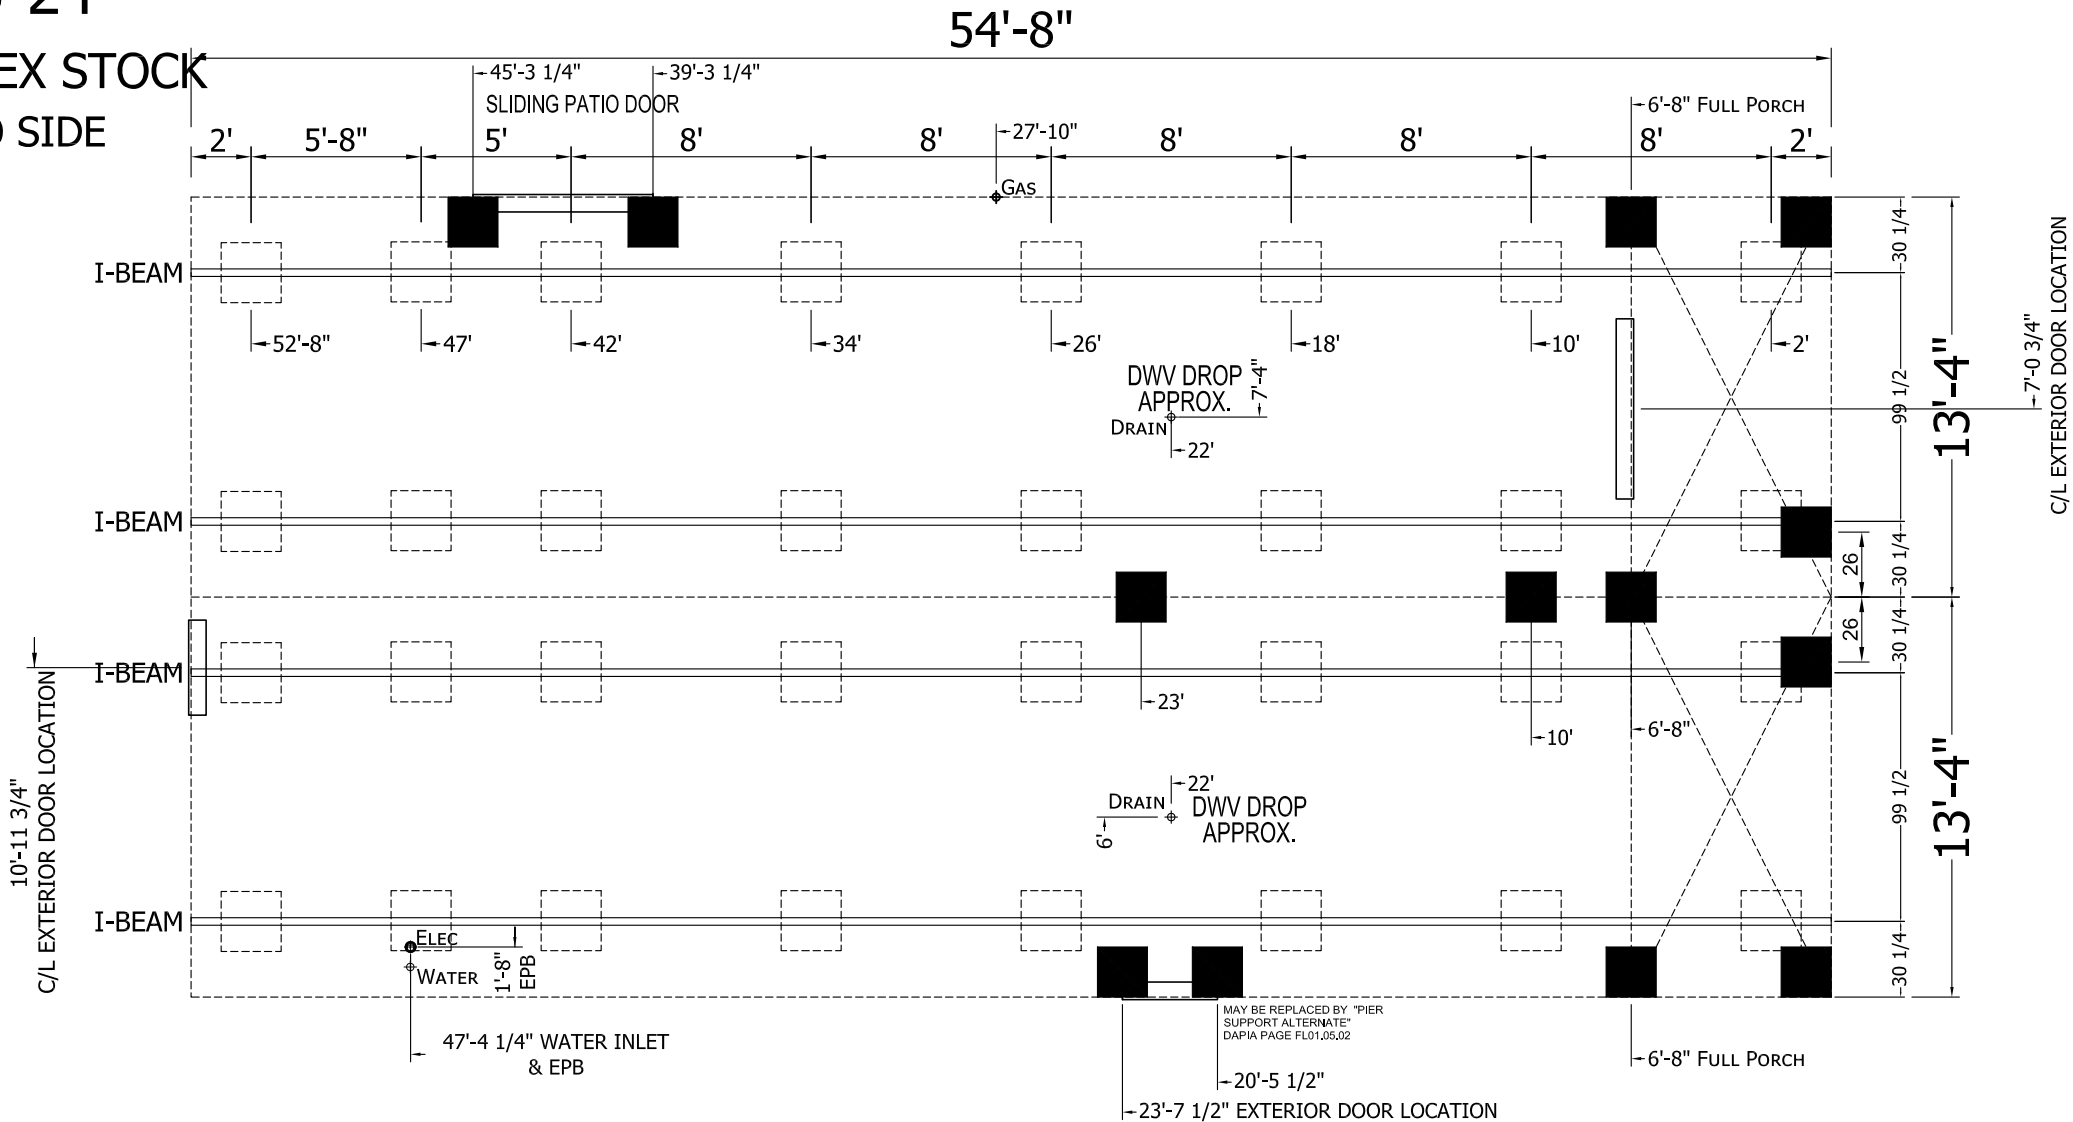 54'-8"
EX STOCK
SIDE
45'-3 1/4"
39'-3 1/4"
SLIDING PATIO DOOR
6'-8" FULL PORCH
27'-10"
2'
5'-8"
5'
8'
8'
8'
8'
8'
2'
GAS
I-BEAM
52'-8"
47'
42'
34'
26'
18'
10'
2'
30 1/4
99 1/2
13'-4"
7'-0 3/4"
C/L EXTERIOR DOOR LOCATION
DWV DROP
APPROX.
7'-4"
DRAIN
22'
I-BEAM
30 1/4
26
26
30 1/4
I-BEAM
23'
10'
6'-8"
10'-11 3/4"
C/L EXTERIOR DOOR LOCATION
22'
DRAIN
DWV DROP
APPROX.
6'
99 1/2
13'-4"
I-BEAM
ELEC
WATER
1'-8"
EPB
30 1/4
MAY BE REPLACED BY "PIER
SUPPORT ALTERNATE"
DAPIA PAGE FL01.05.02
47'-4 1/4" WATER INLET
& EPB
6'-8" FULL PORCH
20'-5 1/2"
23'-7 1/2" EXTERIOR DOOR LOCATION